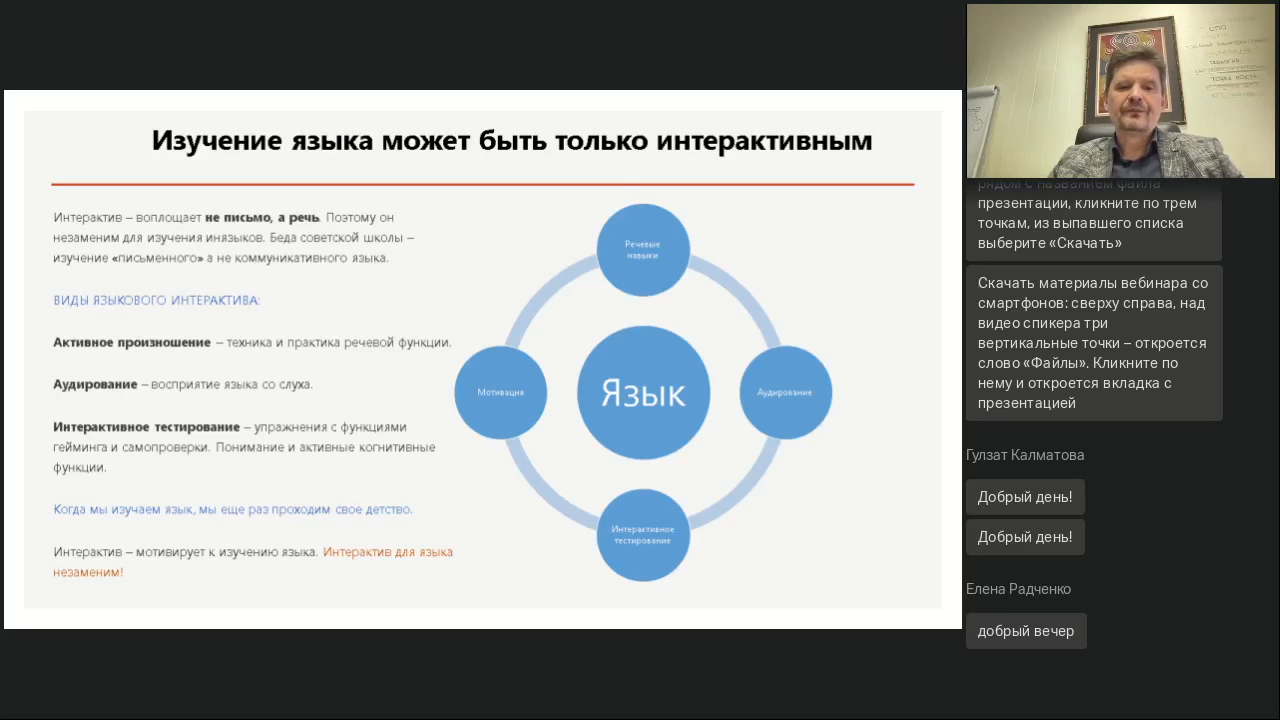 Изучение языка может быть только интерактивным
Интерактив – воплощает не письмо, а речь. Поэтому он
незаменим для изучения инязыков. Беда советской школы –
изучение «письменного» а не коммуникативного языка.
ВИДЫ ЯЗЫКОВОГО ИНТЕРАКТИВА:
Активное произношение – техника и практика речевой функции.
Аудирование – восприятие языка со слуха.
Интерактивное тестирование – упражнения с функциями
гейминга и самопроверки. Понимание и активные когнитивные
функции.
Когда мы изучаем язык, мы еще раз проходим свое детство.
Интерактив – мотивирует к изучению языка. Интерактив для языка
незаменим!
Речевые
навыки
Мотивация
Язык
Аудирование
Интерактивное
тестирование
рядом с названием файла
презентации, кликните по трем
точкам, из выпавшего списка
выберите «Скачать»
Скачать материалы вебинара со
смартфонов: сверху справа, над
видео спикера три
вертикальные точки – откроется
слово «Файлы». Кликните по
нему и откроется вкладка с
презентацией
Гулзат Калматова
Добрый день!
Добрый день!
Елена Радченко
добрый вечер